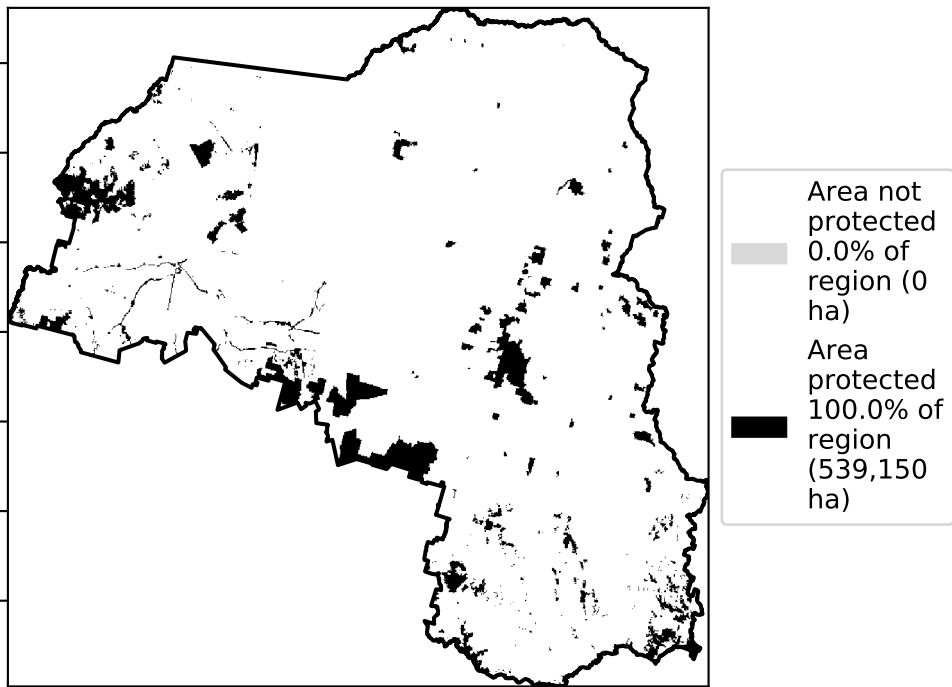 Area not
protected
0.0% of
region (0
ha)
Area
protected
100.0% of
region
(539,150
ha)